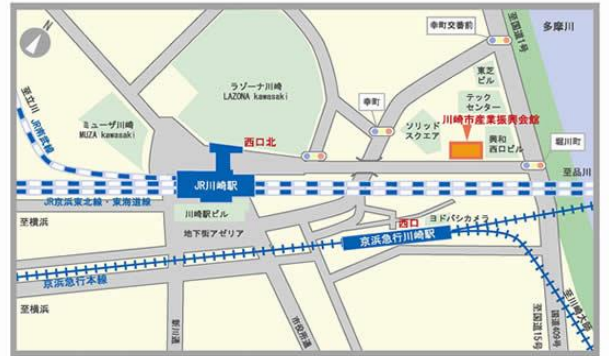 N
幸町交番前
至国道1号
多摩川
ラゾーナ川崎
LAZONA kawasaki
東芝
ビル
幸町
テック
センター
川崎市産業振興会館
至立川
JR南武線
ミューザ川崎
MUZA kawasaki
西口北
ソリッド
スクエア
興和
西口ビル
堀川町
至品川
JR川崎駅
JR京浜東北線・東海道線
至横浜
川崎駅ビル
地下街アゼリア
西口
ヨドバシカメラ
京浜急行川崎駅
京浜急行本線
至横浜
新川通
市役所通
至国道15号
国道409号
至川崎大師